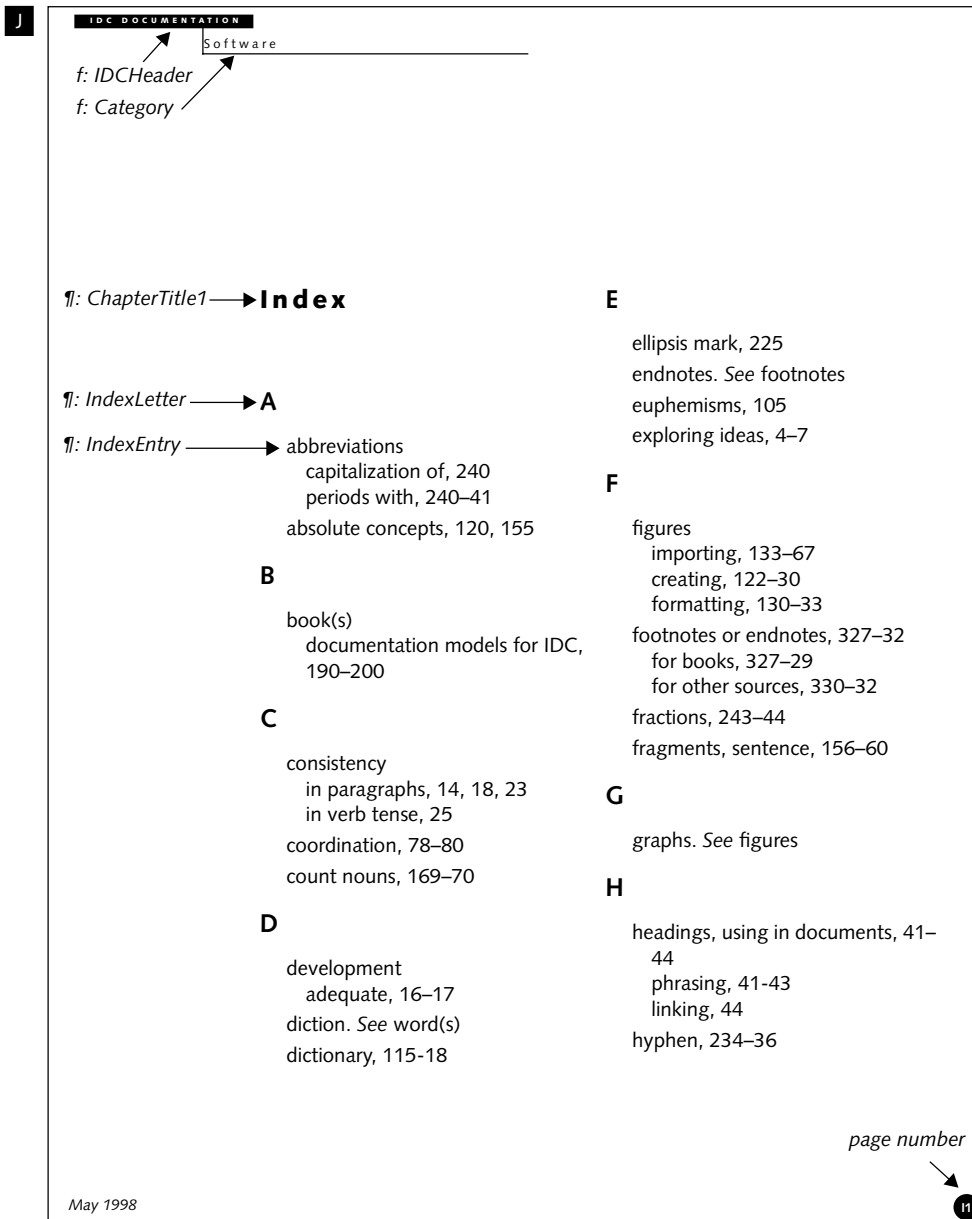 J
IDC DOCUMENTATION
Software
f: IDCHeader
f: Category
¶: ChapterTitle1
Index
¶: IndexLetter
A
¶: IndexEntry
abbreviations
capitalization of, 240
periods with, 240–41
absolute concepts, 120, 155
B
book(s)
documentation models for IDC,
190–200
C
consistency
in paragraphs, 14, 18, 23
in verb tense, 25
coordination, 78–80
count nouns, 169–70
D
development
adequate, 16–17
diction. See word(s)
dictionary, 115-18
E
ellipsis mark, 225
endnotes. See footnotes
euphemisms, 105
exploring ideas, 4–7
F
figures
importing, 133–67
creating, 122–30
formatting, 130–33
footnotes or endnotes, 327–32
for books, 327–29
for other sources, 330–32
fractions, 243–44
fragments, sentence, 156–60
G
graphs. See figures
H
headings, using in documents, 41–
44
phrasing, 41-43
linking, 44
hyphen, 234–36
page number
May 1998
I1